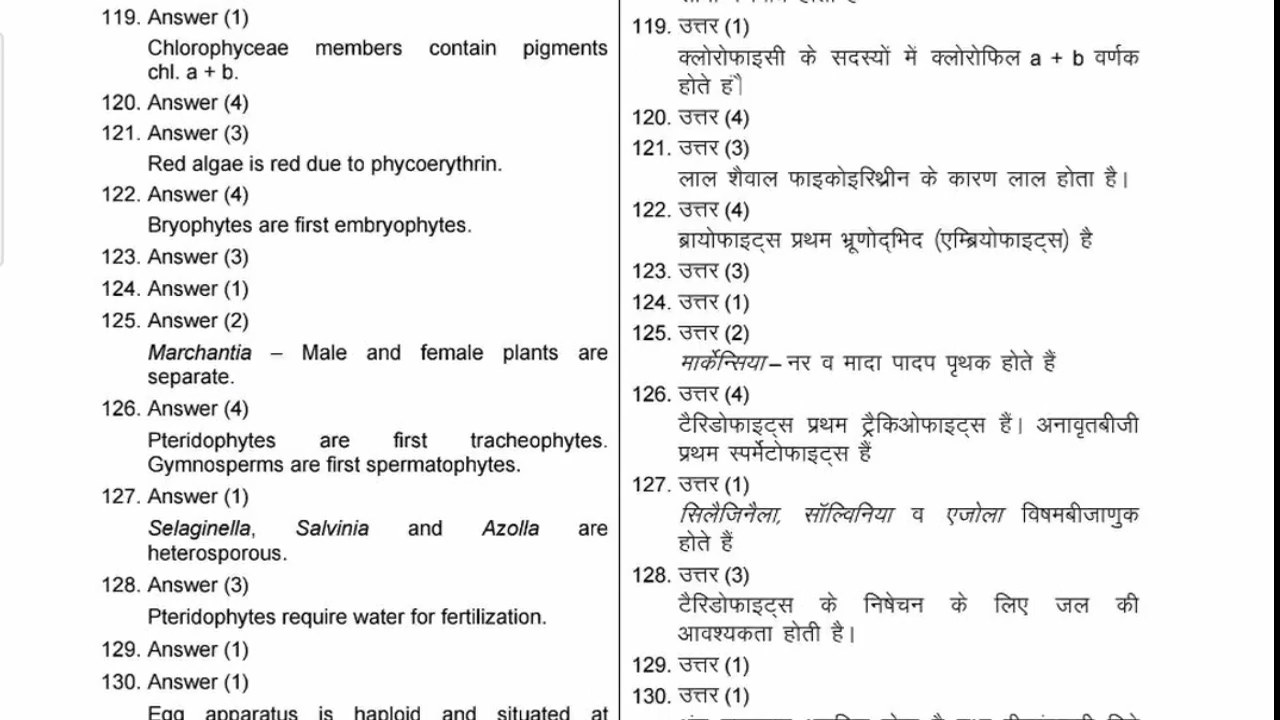 119. Answer (1)
Chlorophyceae members contain pigments
chl. a + b.
120. Answer (4)
121. Answer (3)
Red algae is red due to phycoerythrin.
122. Answer (4)
Bryophytes are first embryophytes.
123. Answer (3)
124. Answer (1)
125. Answer (2)
Marchantia – Male and female plants are
separate.
126. Answer (4)
Pteridophytes are first tracheophytes.
Gymnosperms are first spermatophytes.
127. Answer (1)
Selaginella, Salvinia and Azolla are
heterosporous.
128. Answer (3)
Pteridophytes require water for fertilization.
129. Answer (1)
130. Answer (1)
Egg apparatus is haploid and situated at
119. उत्तर (1)
क्लोरोफाइसी के सदस्यों में क्लोरोफिल a + b वर्णक
होते हैं।
120. उत्तर (4)
121. उत्तर (3)
लाल शैवाल फाइकोइरिथ्रीन के कारण लाल होता है।
122. उत्तर (4)
ब्रायोफाइट्स प्रथम भ्रूणोद्भिद (एम्ब्रियोफाइट्स) है
123. उत्तर (3)
124. उत्तर (1)
125. उत्तर (2)
मार्केन्सिया – नर व मादा पादप पृथक होते हैं
126. उत्तर (4)
टैरिडोफाइट्स प्रथम ट्रैकिओफाइट्स हैं। अनावृतबीजी
प्रथम स्पर्मेटोफाइट्स हैं
127. उत्तर (1)
सिलैजिनैला, सॉल्विनिया व एजोला विषमबीजाणुक
होते हैं
128. उत्तर (3)
टैरिडोफाइट्स के निषेचन के लिए जल की
आवश्यकता होती है।
129. उत्तर (1)
130. उत्तर (1)